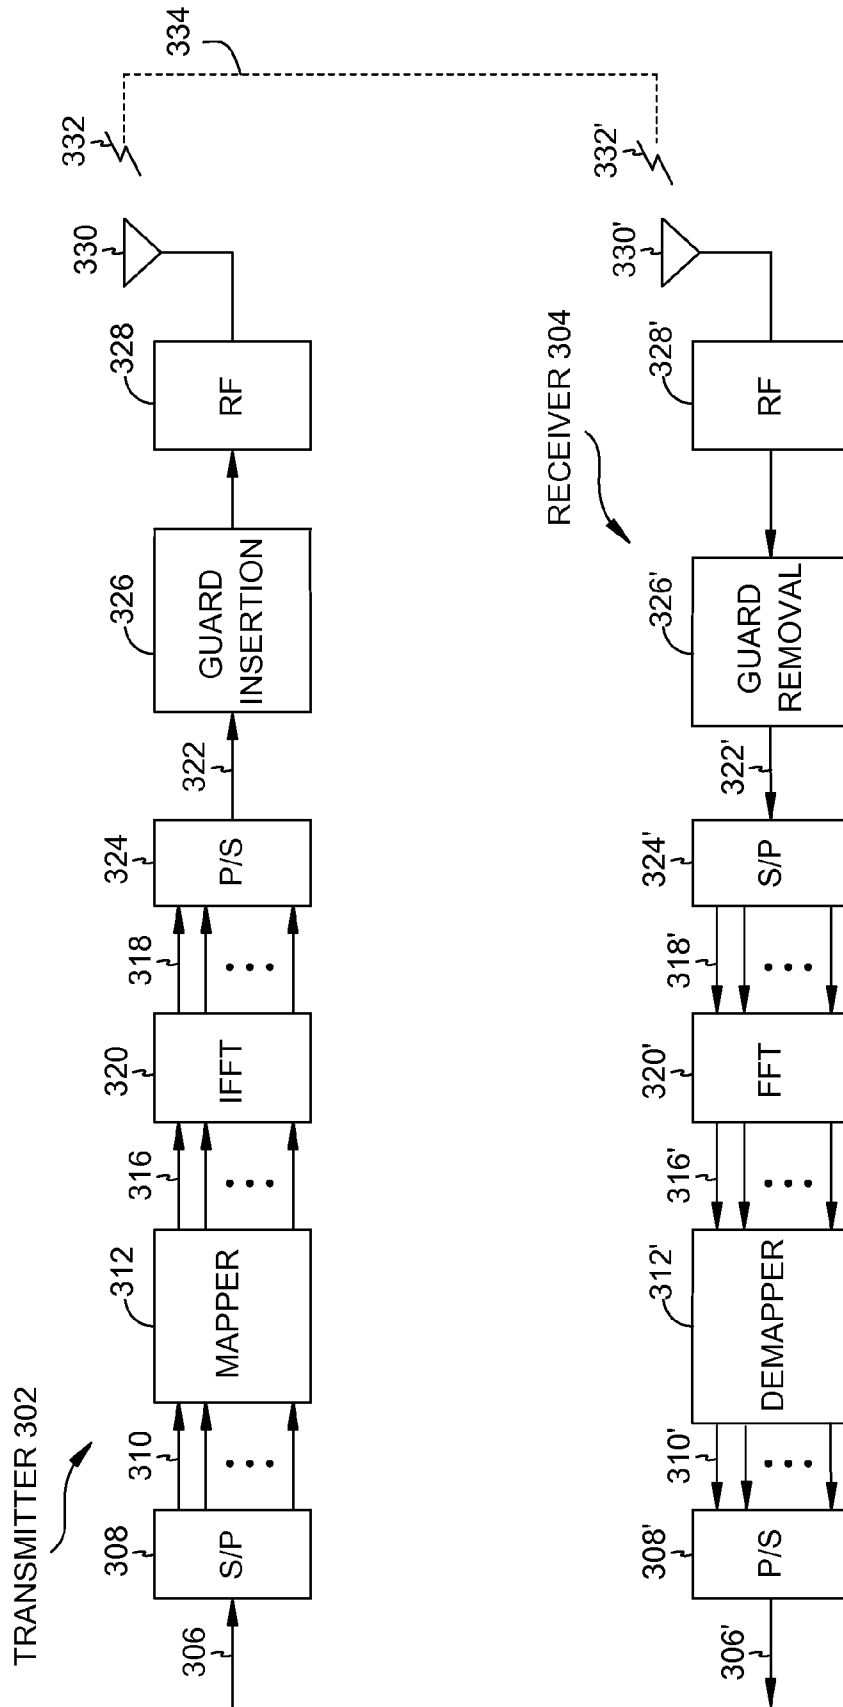 TRANSMITTER 302
306
308
S/P
310
312
MAPPER
316
320
IFFT
318
324
P/S
322
326
GUARD
INSERTION
328
RF
330
332
334
RECEIVER 304
306'
308'
P/S
310'
312'
DEMAPPER
316'
320'
FFT
318'
324'
S/P
322'
326'
GUARD
REMOVAL
328'
RF
330'
332'